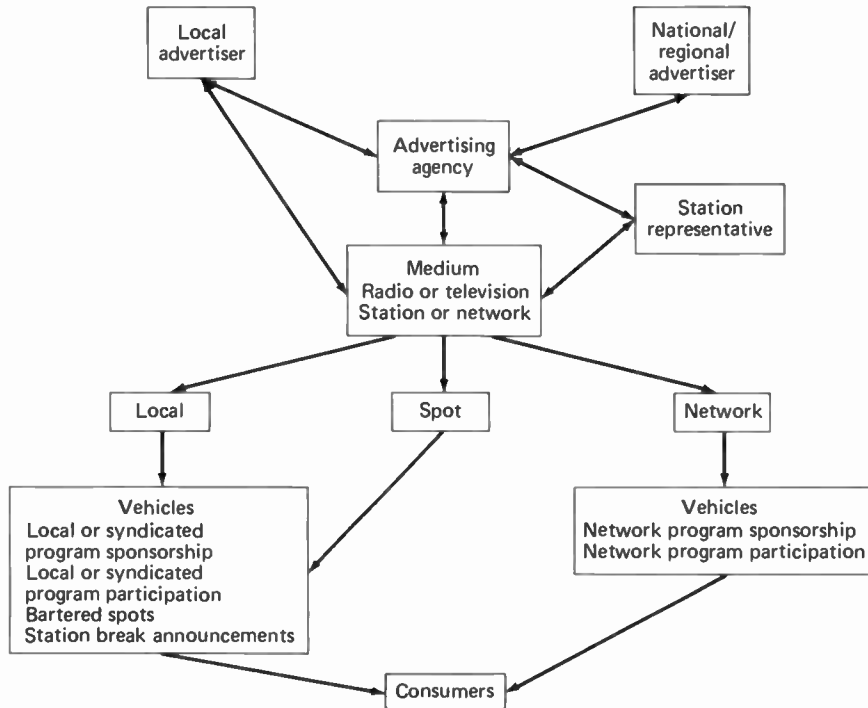 Local
advertiser
National/
regional
advertiser
Advertising
agency
Station
representative
Medium
Radio or television
Station or network
Local
Spot
Network
Vehicles
Local or syndicated
program sponsorship
Local or syndicated
program participation
Bartered spots
Station break announcements
Vehicles
Network program sponsorship
Network program participation
Consumers